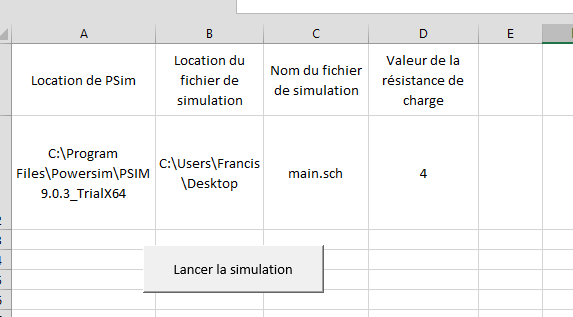 A B C D E
Location de PSim
Location du
fichier de
simulation
Nom du fichier
de simulation
Valeur de la
résistance de
charge
C:\Program
Files\Powersim\PSIM
9.0.3_TrialX64
C:\Users\Francis
\Desktop
main.sch
4
Lancer la simulation